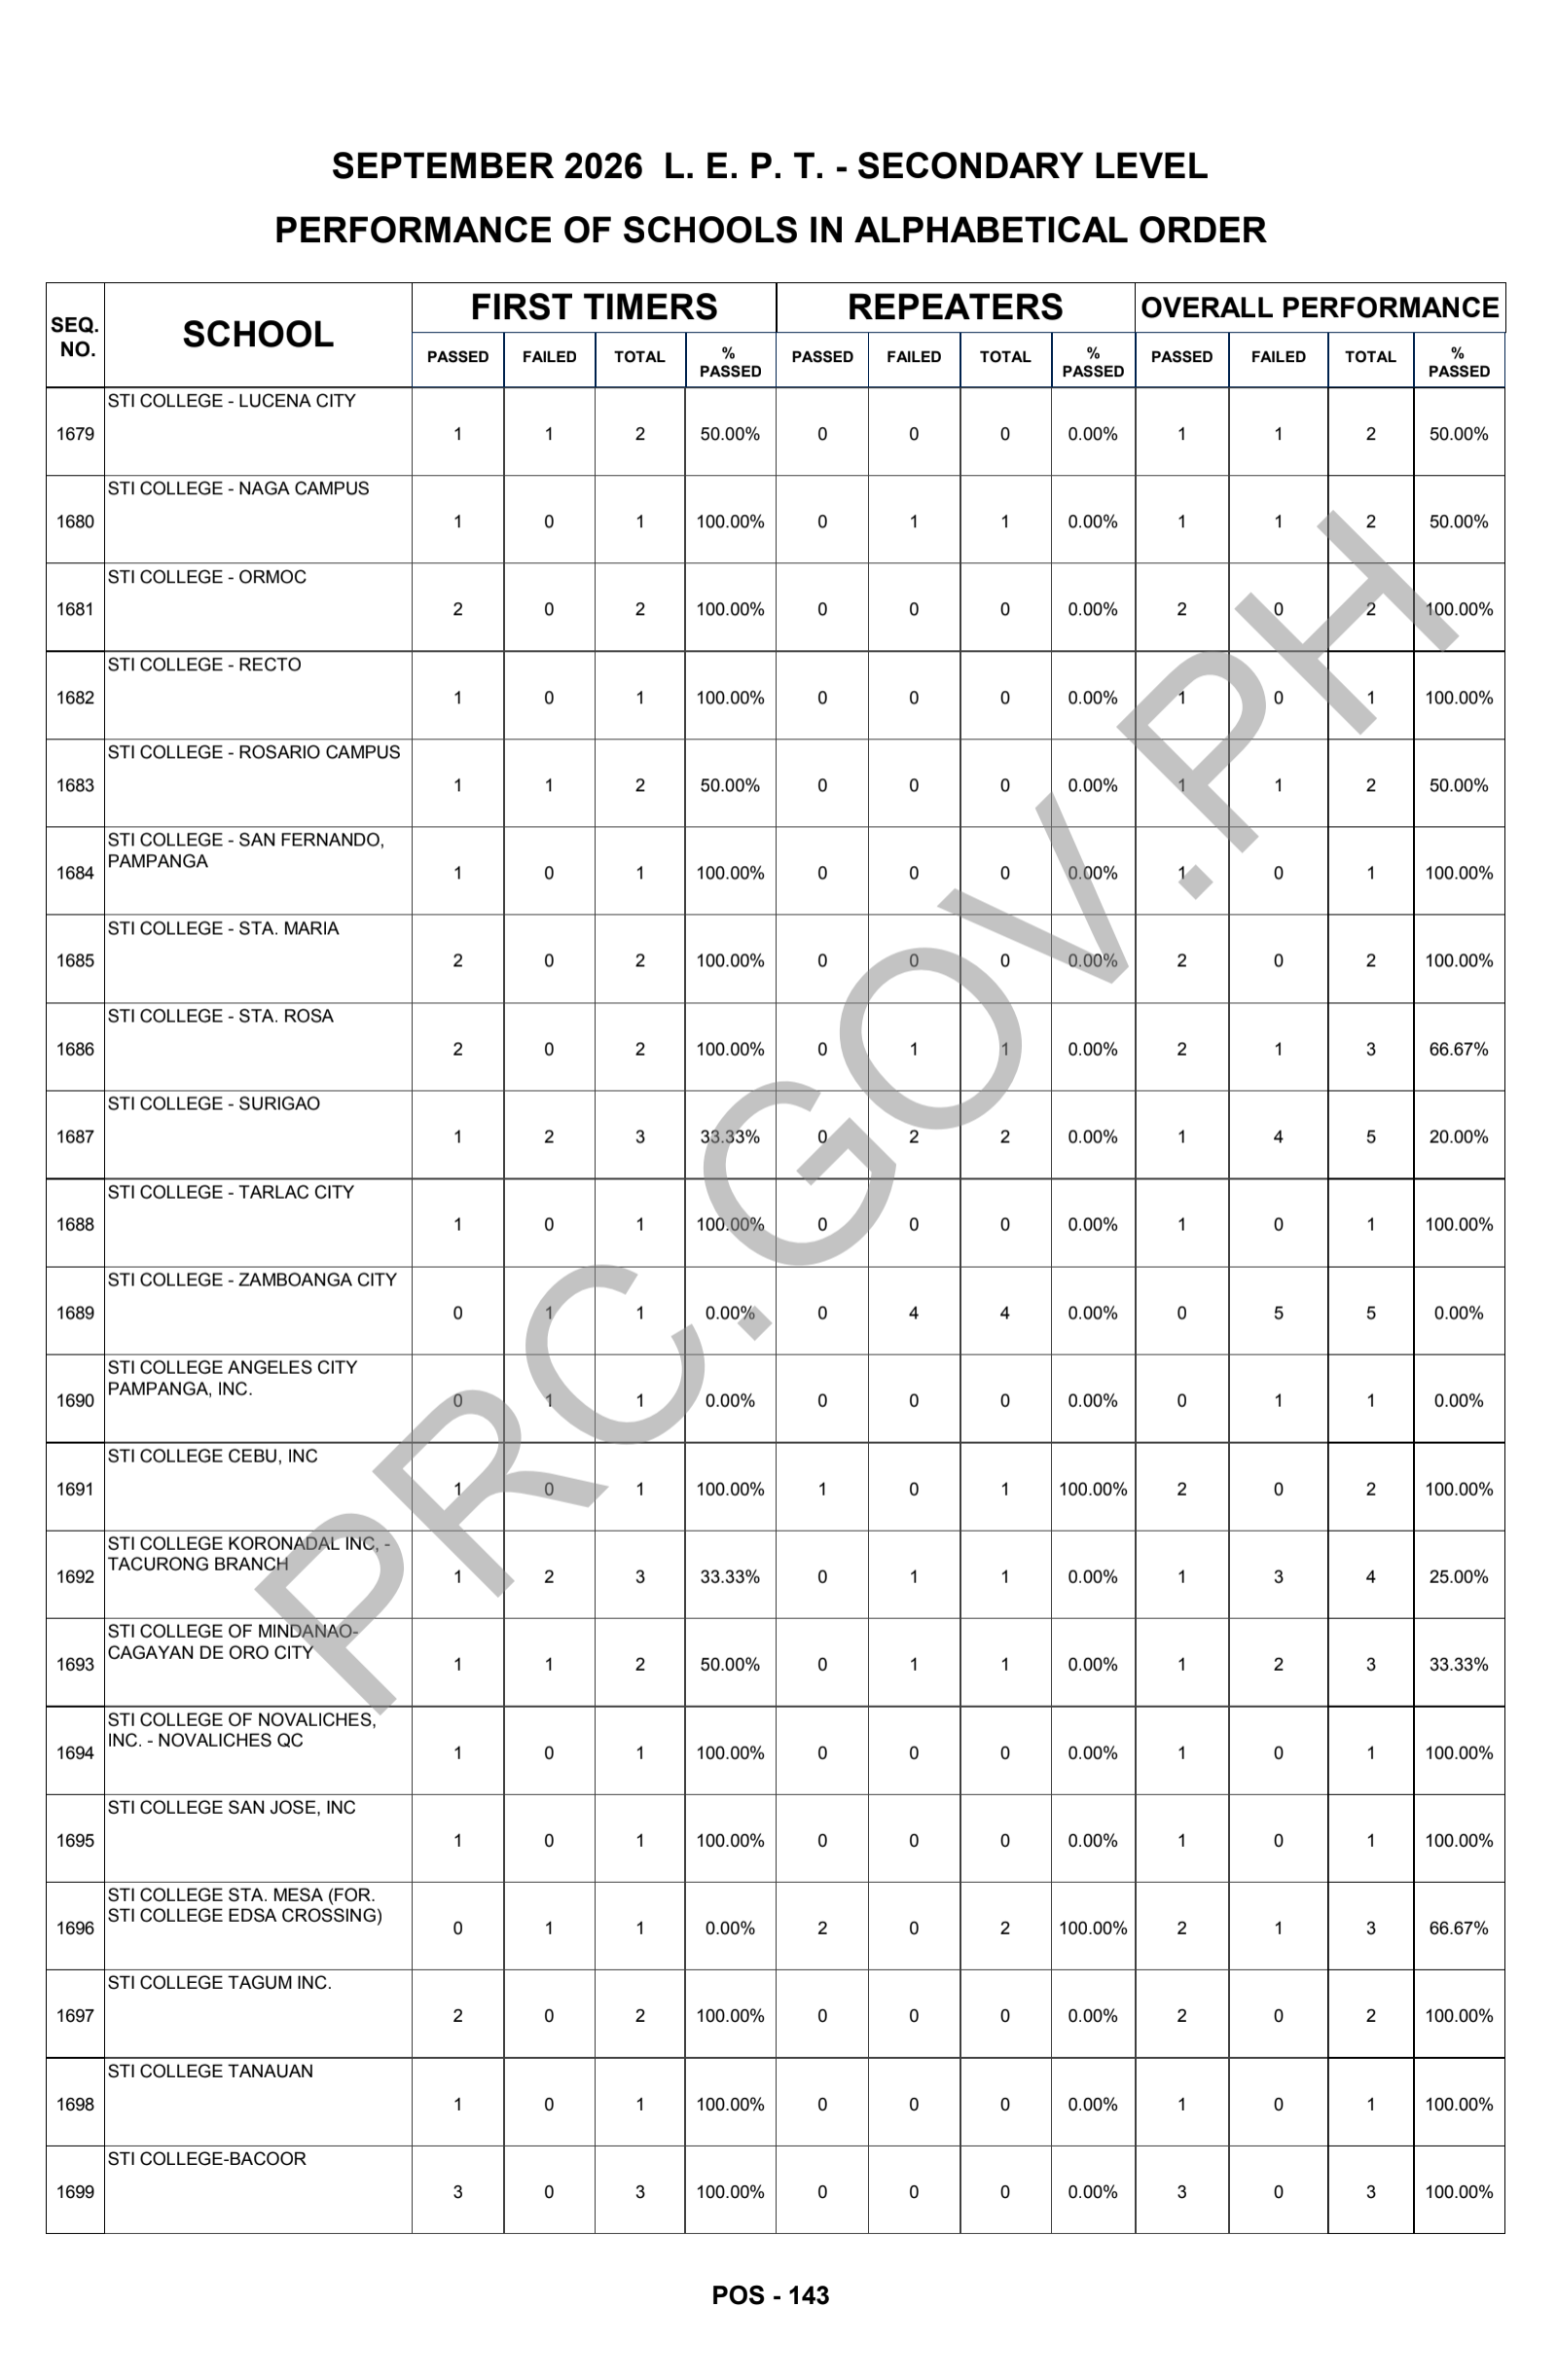 SEPTEMBER 2026 L. E. P. T. - SECONDARY LEVEL
PERFORMANCE OF SCHOOLS IN ALPHABETICAL ORDER
SEQ. NO. SCHOOL FIRST TIMERS REPEATERS OVERALL PERFORMANCE
PASSED FAILED TOTAL % PASSED PASSED FAILED TOTAL % PASSED PASSED FAILED TOTAL % PASSED
STI COLLEGE - LUCENA CITY
1679 1 1 2 50.00% 0 0 0 0.00% 1 1 2 50.00%
STI COLLEGE - NAGA CAMPUS
1680 1 0 1 100.00% 0 1 1 0.00% 1 1 2 50.00%
STI COLLEGE - ORMOC
1681 2 0 2 100.00% 0 0 0 0.00% 2 0 2 100.00%
STI COLLEGE - RECTO
1682 1 0 1 100.00% 0 0 0 0.00% 1 0 1 100.00%
STI COLLEGE - ROSARIO CAMPUS
1683 1 1 2 50.00% 0 0 0 0.00% 1 1 2 50.00%
STI COLLEGE - SAN FERNANDO,
PAMPANGA
1684 1 0 1 100.00% 0 0 0 0.00% 1 0 1 100.00%
STI COLLEGE - STA. MARIA
1685 2 0 2 100.00% 0 0 0 0.00% 2 0 2 100.00%
STI COLLEGE - STA. ROSA
1686 2 0 2 100.00% 0 1 1 0.00% 2 1 3 66.67%
STI COLLEGE - SURIGAO
1687 1 2 3 33.33% 0 2 2 0.00% 1 4 5 20.00%
STI COLLEGE - TARLAC CITY
1688 1 0 1 100.00% 0 0 0 0.00% 1 0 1 100.00%
STI COLLEGE - ZAMBOANGA CITY
1689 0 1 1 0.00% 0 4 4 0.00% 0 5 5 0.00%
STI COLLEGE ANGELES CITY
PAMPANGA, INC.
1690 0 1 1 0.00% 0 0 0 0.00% 0 1 1 0.00%
STI COLLEGE CEBU, INC
1691 1 0 1 100.00% 1 0 1 100.00% 2 0 2 100.00%
STI COLLEGE KORONADAL INC, -
TACURONG BRANCH
1692 1 2 3 33.33% 0 1 1 0.00% 1 3 4 25.00%
STI COLLEGE OF MINDANAO-
CAGAYAN DE ORO CITY
1693 1 1 2 50.00% 0 1 1 0.00% 1 2 3 33.33%
STI COLLEGE OF NOVALICHES,
INC. - NOVALICHES QC
1694 1 0 1 100.00% 0 0 0 0.00% 1 0 1 100.00%
STI COLLEGE SAN JOSE, INC
1695 1 0 1 100.00% 0 0 0 0.00% 1 0 1 100.00%
STI COLLEGE STA. MESA (FOR.
STI COLLEGE EDSA CROSSING)
1696 0 1 1 0.00% 2 0 2 100.00% 2 1 3 66.67%
STI COLLEGE TAGUM INC.
1697 2 0 2 100.00% 0 0 0 0.00% 2 0 2 100.00%
STI COLLEGE TANAUAN
1698 1 0 1 100.00% 0 0 0 0.00% 1 0 1 100.00%
STI COLLEGE-BACOOR
1699 3 0 3 100.00% 0 0 0 0.00% 3 0 3 100.00%
PRC.GOV.PH
POS - 143